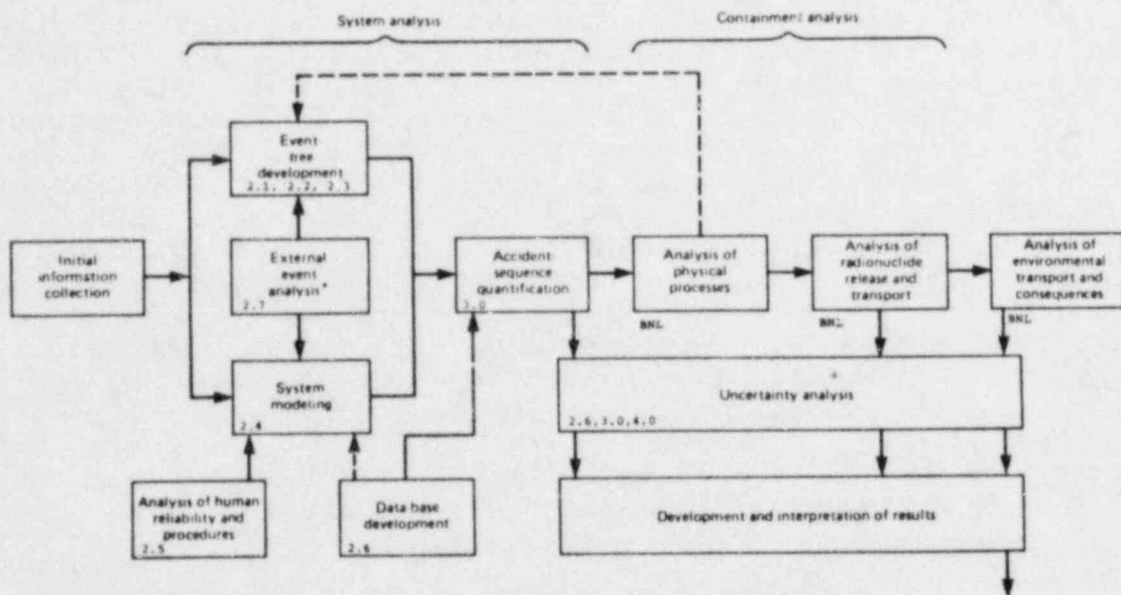 System analysis
Containment analysis
Event
tree
development
2.1, 2.2, 2.3
Initial
information
collection
External
event
analysis*
2.7
Accident-
sequence
quantification
3.0
Analysis of
physical
processes
BNL
Analysis of
radionuclide
release and
transport
BNL
Analysis of
environmental
transport and
consequences
BNL
System
modeling
2.4
Uncertainty analysis
2.6,3.0,4.0
Analysis of human
reliability and
procedures
2.5
Data base
development
2.6
Development and interpretation of results